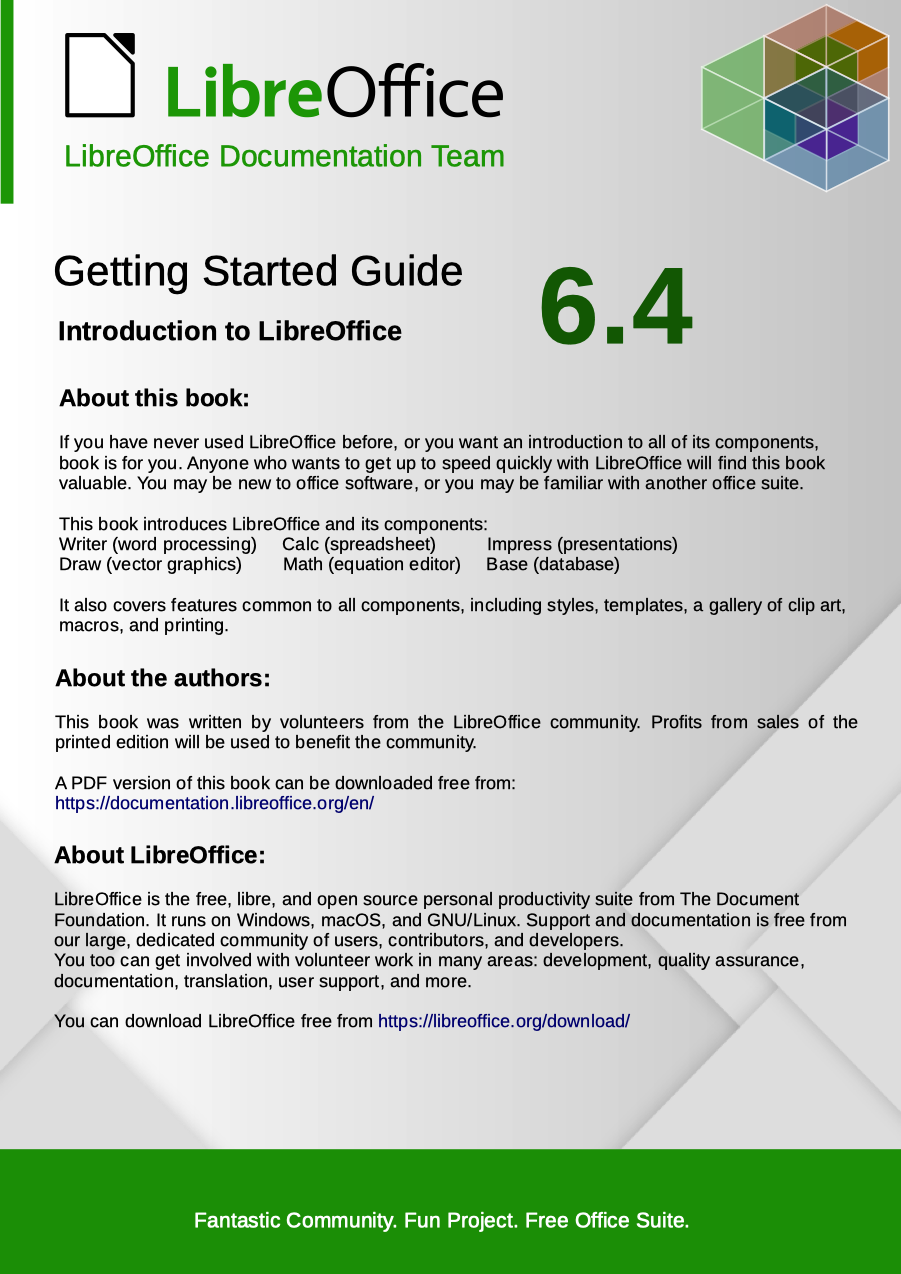 LibreOffice
LibreOffice Documentation Team
Getting Started Guide
6.4
Introduction to LibreOffice
About this book:
If you have never used LibreOffice before, or you want an introduction to all of its components,
book is for you. Anyone who wants to get up to speed quickly with LibreOffice will find this book
valuable. You may be new to office software, or you may be familiar with another office suite.
This book introduces LibreOffice and its components:
Writer (word processing) Calc (spreadsheet) Impress (presentations)
Draw (vector graphics) Math (equation editor) Base (database)
It also covers features common to all components, including styles, templates, a gallery of clip art,
macros, and printing.
About the authors:
This book was written by volunteers from the LibreOffice community. Profits from sales of the
printed edition will be used to benefit the community.
A PDF version of this book can be downloaded free from:
https://documentation.libreoffice.org/en/
About LibreOffice:
LibreOffice is the free, libre, and open source personal productivity suite from The Document
Foundation. It runs on Windows, macOS, and GNU/Linux. Support and documentation is free from
our large, dedicated community of users, contributors, and developers.
You too can get involved with volunteer work in many areas: development, quality assurance,
documentation, translation, user support, and more.
You can download LibreOffice free from https://libreoffice.org/download/
Fantastic Community. Fun Project. Free Office Suite.